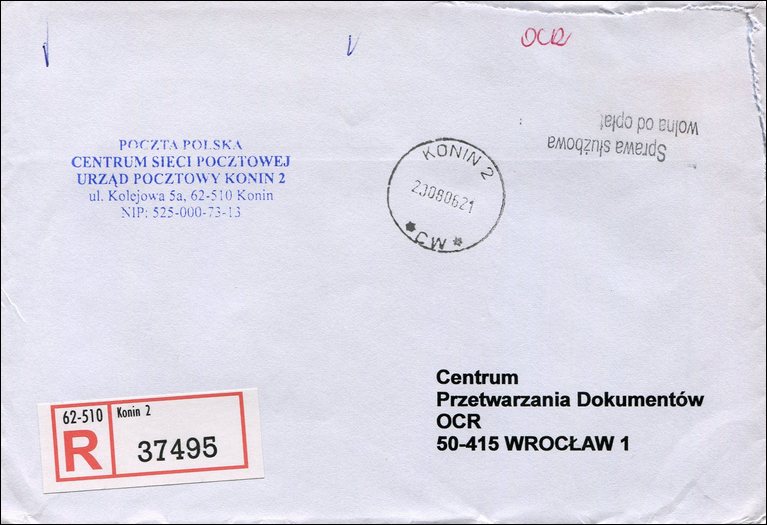 OCR
Sprawa służbowa
wolna od opłat
POCZTA POLSKA
CENTRUM SIECI POCZTOWEJ
URZĄD POCZTOWY KONIN 2
ul. Kolejowa 5a, 62-510 Konin
NIP: 525-000-73-13
KONIN 2
23080621
* CW *
Centrum
Przetwarzania Dokumentów
OCR
50-415 WROCŁAW 1
62-510 Konin 2
R 37495